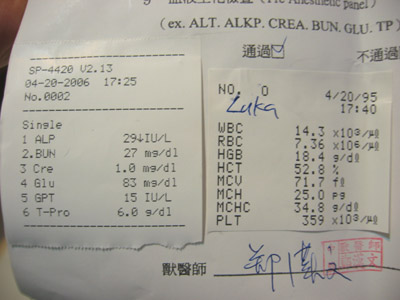 (Pre Anesthetic panel)
(ex. ALT. ALKP. CREA. BUN. GLU. TP)
通過 ☑ 不通過
SP-4420 V2.13
04-20-2006 17:25
No.0002
Single
1 ALP 29↓IU/L
2.BUN 27 mg/dl
3 Cre 1.0 mg/dl
4 Glu 83 mg/dl
5 GPT 15 IU/L
6 T-Pro 6.0 g/dl
NO. 0
4/20/95
Luka
17:40
WBC 14.3 x10³/μl
RBC 7.36 x10⁶/μl
HGB 18.4 g/dl
HCT 52.8 %
MCV 71.7 fl
MCH 25.0 pg
MCHC 34.8 g/dl
PLT 359 x10³/μl
獸醫師